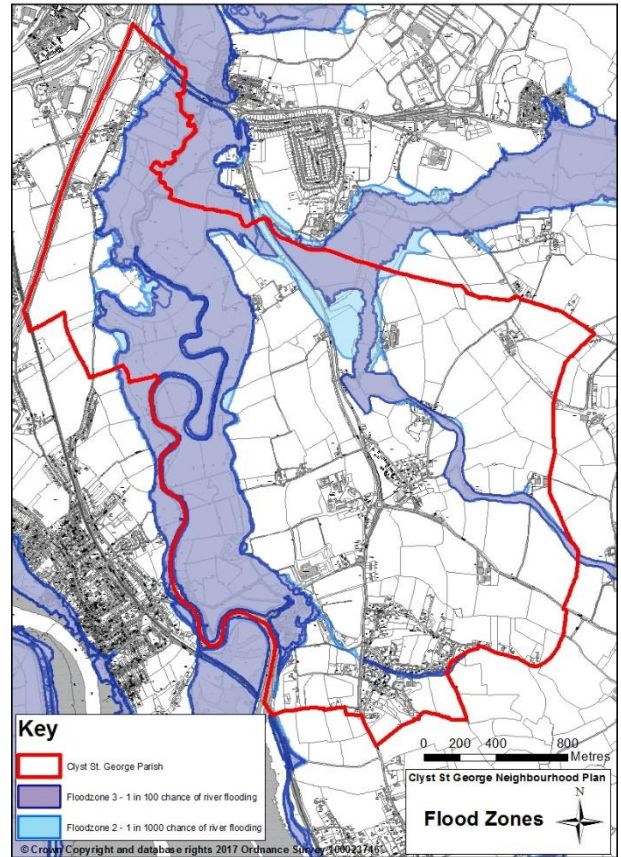 Key
Clyst St. George Parish
Floodzone 3 - 1 in 100 chance of river flooding
Floodzone 2 - 1 in 1000 chance of river flooding
0 200 400 800
Metres
Clyst St George Neighbourhood Plan
N
Flood Zones
© Crown Copyright and database rights 2017 Ordnance Survey 100023746